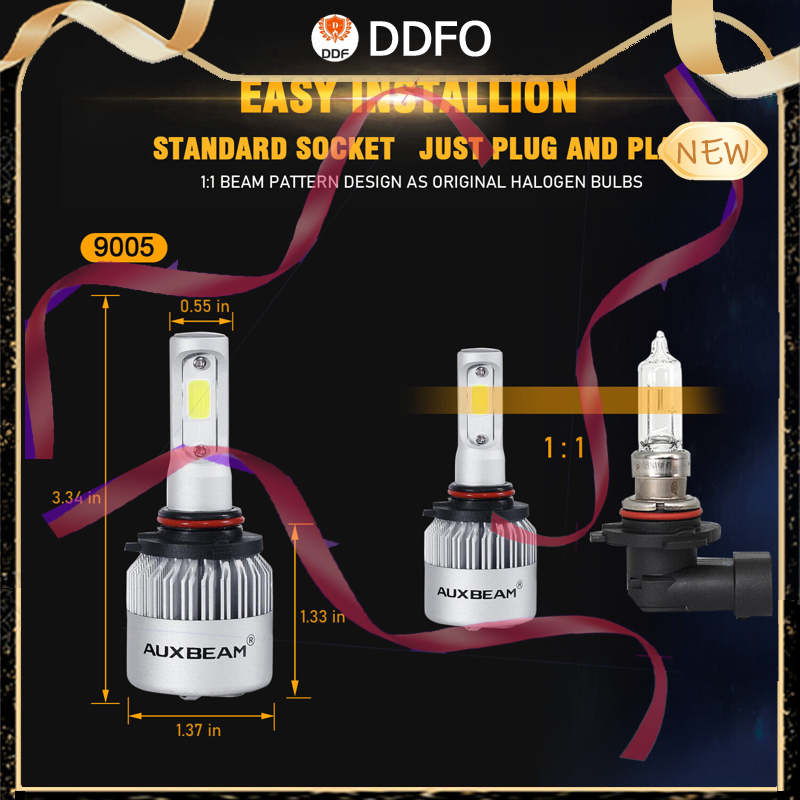 DDF
DDFO
EASY INSTALLION
STANDARD SOCKET JUST PLUG AND
NEW
1:1 BEAM PATTERN DESIGN AS ORIGINAL HALOGEN BULBS
9005
0.55 in
1 : 1
3.34 in
AUXBEAM®
1.33 in
1.37 in
AUXBEAM®